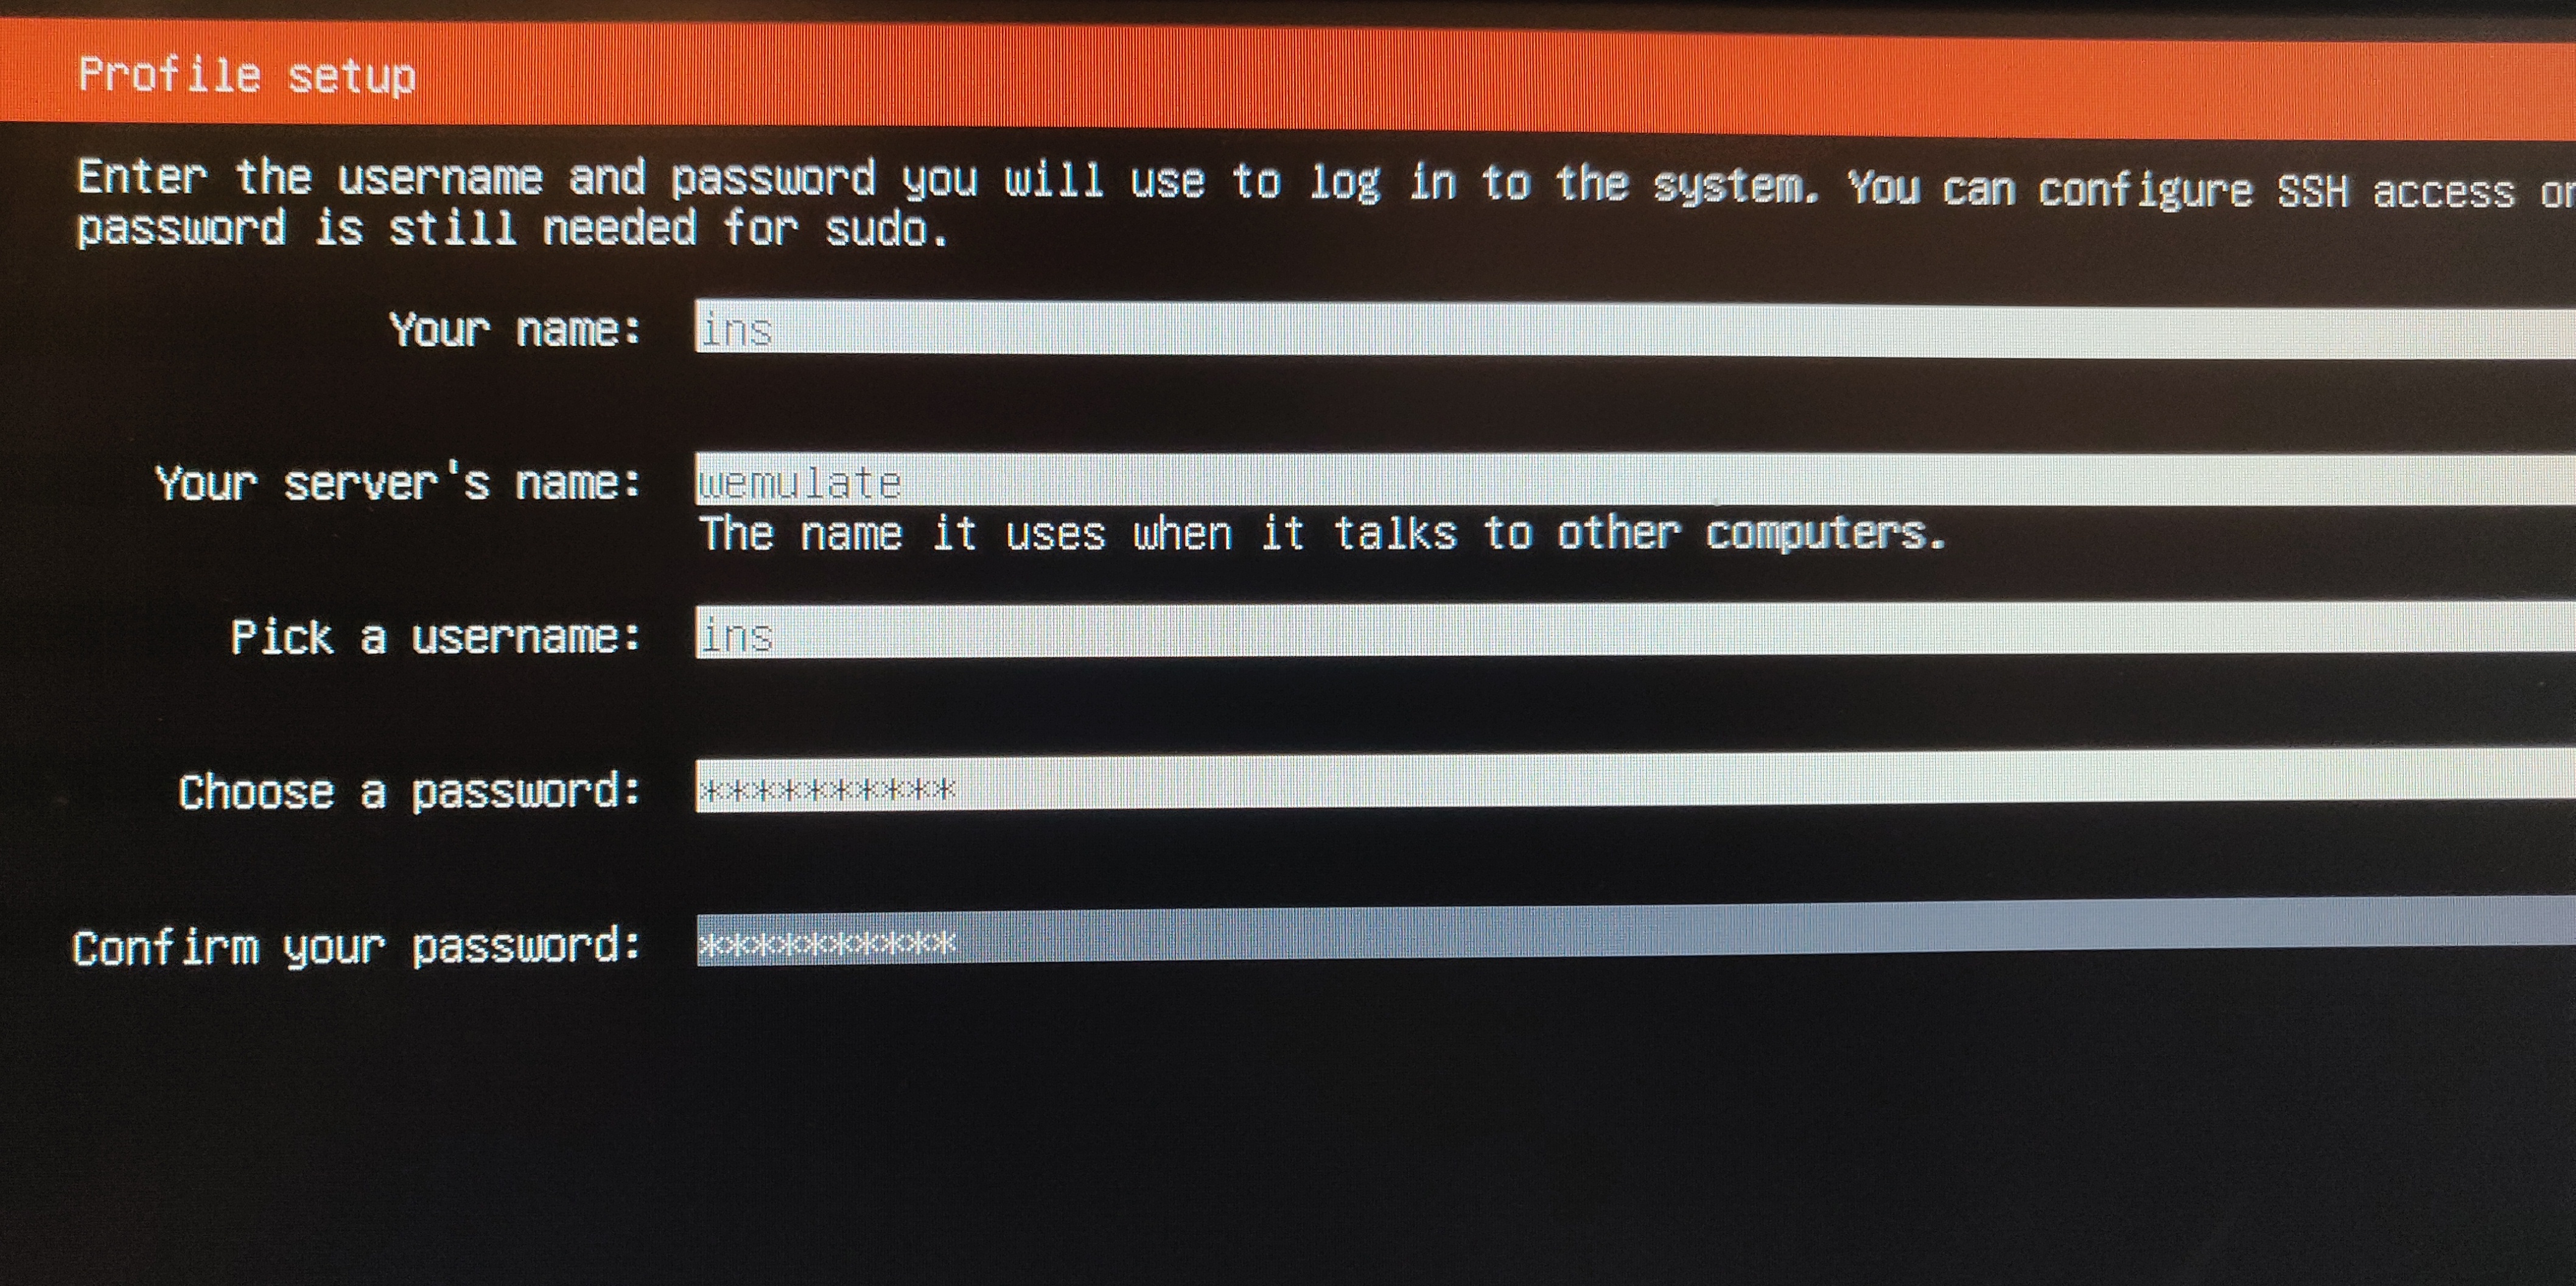 Profile setup
Enter the username and password you will use to log in to the system. You can configure SSH access
password is still needed for sudo.
Your name: ins
Your server's name: wemulate
The name it uses when it talks to other computers.
Pick a username: ins
Choose a password: **********
Confirm your password: **********